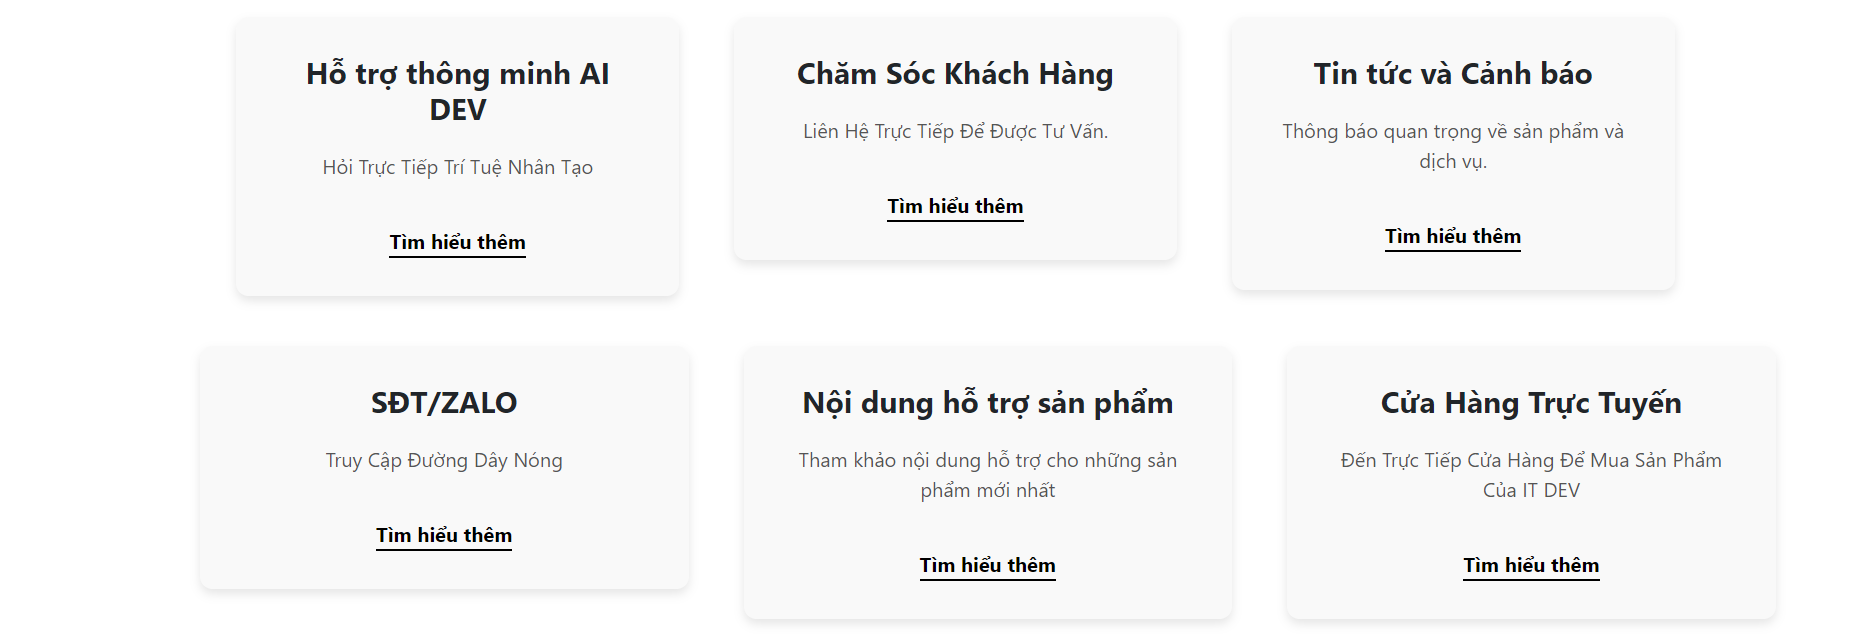 Hỗ trợ thông minh AI
DEV
Hỏi Trực Tiếp Trí Tuệ Nhân Tạo
Tìm hiểu thêm
Chăm Sóc Khách Hàng
Liên Hệ Trực Tiếp Để Được Tư Vấn.
Tìm hiểu thêm
Tin tức và Cảnh báo
Thông báo quan trọng về sản phẩm và
dịch vụ.
Tìm hiểu thêm
SĐT/ZALO
Truy Cập Đường Dây Nóng
Tìm hiểu thêm
Nội dung hỗ trợ sản phẩm
Tham khảo nội dung hỗ trợ cho những sản
phẩm mới nhất
Tìm hiểu thêm
Cửa Hàng Trực Tuyến
Đến Trực Tiếp Cửa Hàng Để Mua Sản Phẩm
Của IT DEV
Tìm hiểu thêm